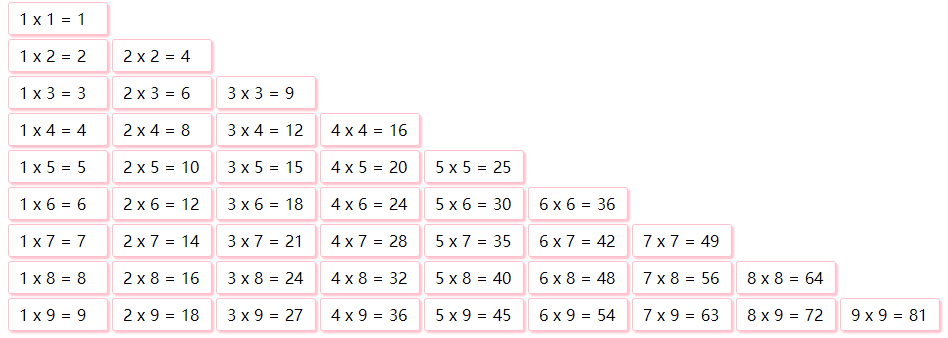 1 x 1 = 1
1 x 2 = 2 2 x 2 = 4
1 x 3 = 3 2 x 3 = 6 3 x 3 = 9
1 x 4 = 4 2 x 4 = 8 3 x 4 = 12 4 x 4 = 16
1 x 5 = 5 2 x 5 = 10 3 x 5 = 15 4 x 5 = 20 5 x 5 = 25
1 x 6 = 6 2 x 6 = 12 3 x 6 = 18 4 x 6 = 24 5 x 6 = 30 6 x 6 = 36
1 x 7 = 7 2 x 7 = 14 3 x 7 = 21 4 x 7 = 28 5 x 7 = 35 6 x 7 = 42 7 x 7 = 49
1 x 8 = 8 2 x 8 = 16 3 x 8 = 24 4 x 8 = 32 5 x 8 = 40 6 x 8 = 48 7 x 8 = 56 8 x 8 = 64
1 x 9 = 9 2 x 9 = 18 3 x 9 = 27 4 x 9 = 36 5 x 9 = 45 6 x 9 = 54 7 x 9 = 63 8 x 9 = 72 9 x 9 = 81